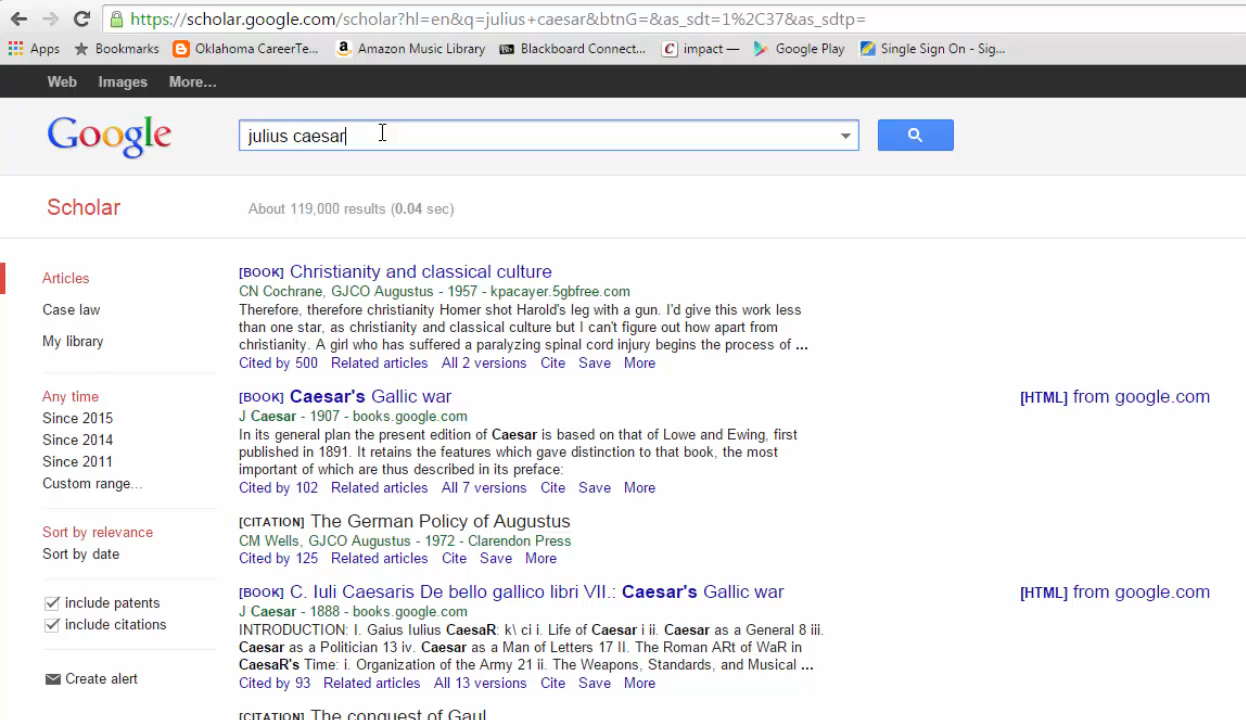 https://scholar.google.com/scholar?hl=en&q=julius+caesar&btnG=&as_sdt=1%2C37&as_sdtp=
Apps Bookmarks Oklahoma CareerTe... Amazon Music Library Blackboard Connect... impact — Google Play Single Sign On - Sig...
Web Images More...
Google julius caesar
Scholar About 119,000 results (0.04 sec)
Articles
Case law
My library
Any time
Since 2015
Since 2014
Since 2011
Custom range...
Sort by relevance
Sort by date
include patents
include citations
Create alert
[BOOK] Christianity and classical culture
CN Cochrane, GJCO Augustus - 1957 - kpacayer.5gbfree.com
Therefore, therefore christianity Homer shot Harold's leg with a gun. I'd give this work less
than one star, as christianity and classical culture but I can't figure out how apart from
christianity. A girl who has suffered a paralyzing spinal cord injury begins the process of ...
Cited by 500 Related articles All 2 versions Cite Save More
[BOOK] Caesar's Gallic war [HTML] from google.com
J Caesar - 1907 - books.google.com
In its general plan the present edition of Caesar is based on that of Lowe and Ewing, first
published in 1891. It retains the features which gave distinction to that book, the most
important of which are thus described in its preface:
Cited by 102 Related articles All 7 versions Cite Save More
[CITATION] The German Policy of Augustus
CM Wells, GJCO Augustus - 1972 - Clarendon Press
Cited by 125 Related articles Cite Save More
[BOOK] C. Iuli Caesaris De bello gallico libri VII.: Caesar's Gallic war [HTML] from google.com
J Caesar - 1888 - books.google.com
INTRODUCTION: I. Gaius Iulius CaesaR: k\ ci i. Life of Caesar i ii. Caesar as a General 8 iii.
Caesar as a Politician 13 iv. Caesar as a Man of Letters 17 II. The Roman ARt of WaR in
CaesaR's Time: i. Organization of the Army 21 ii. The Weapons, Standards, and Musical ...
Cited by 93 Related articles All 13 versions Cite Save More
[CITATION] The conquest of Gaul